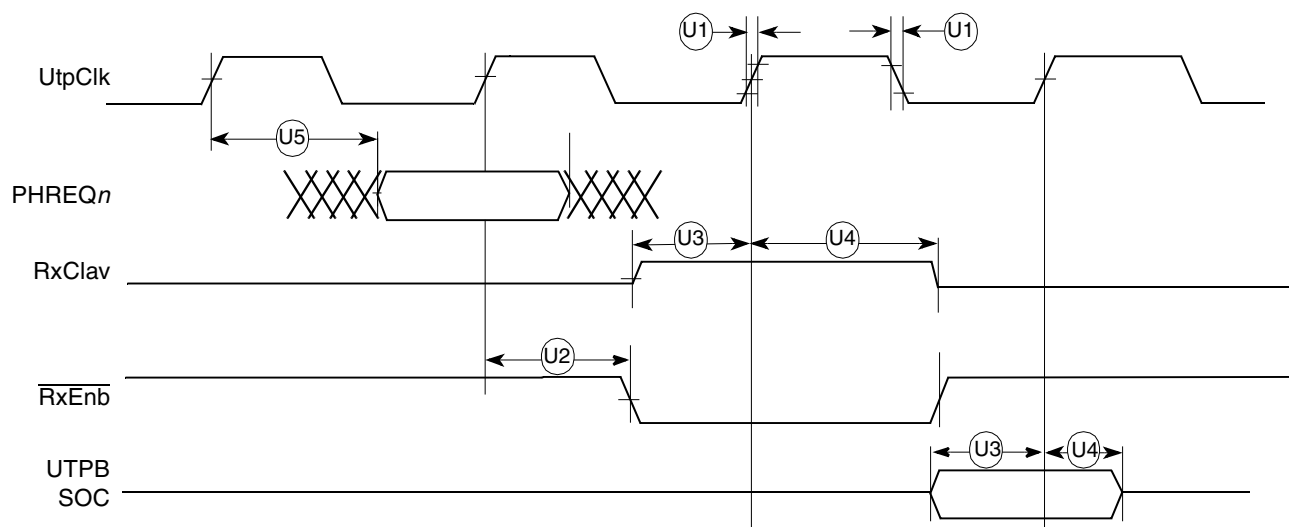 U1 U1
UtpClk
U5
PHREQn
U3 U4
RxClav
U2
RxEnb
U3 U4
UTPB
SOC